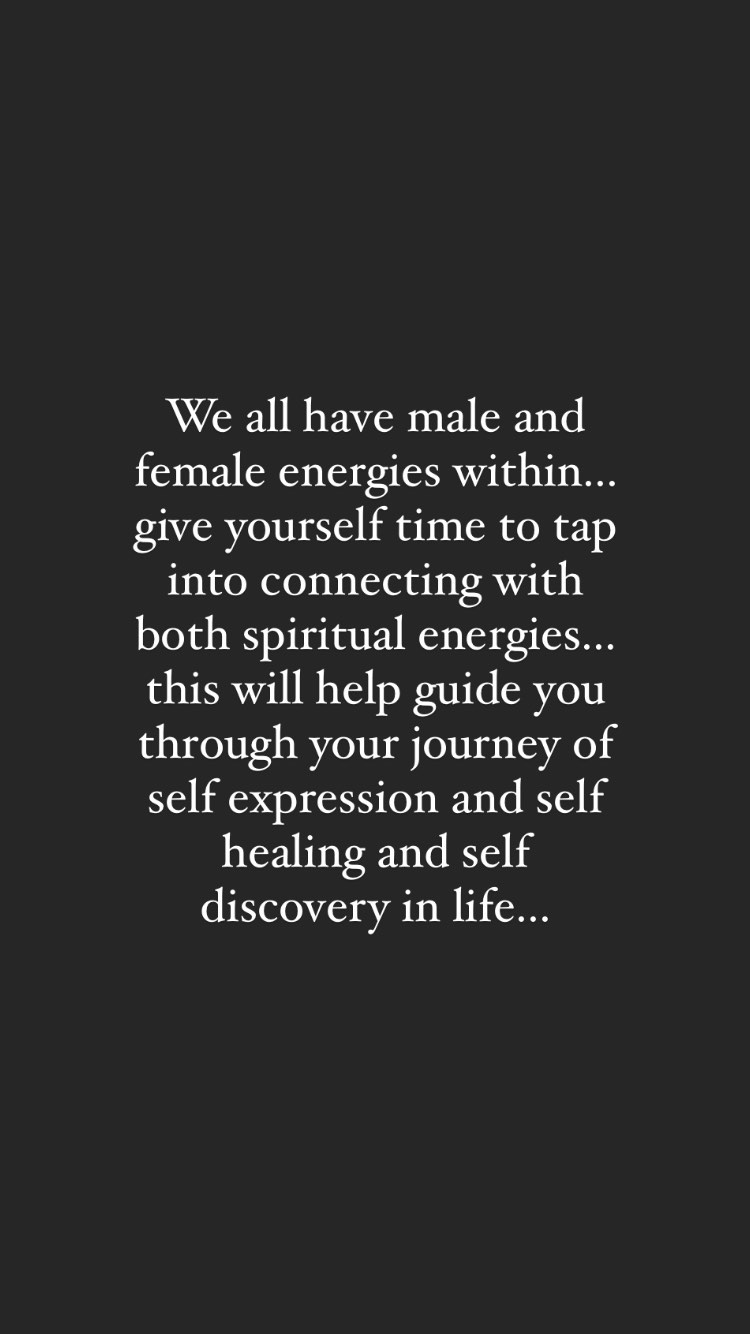 We all have male and
female energies within...
give yourself time to tap
into connecting with
both spiritual energies...
this will help guide you
through your journey of
self expression and self
healing and self
discovery in life...